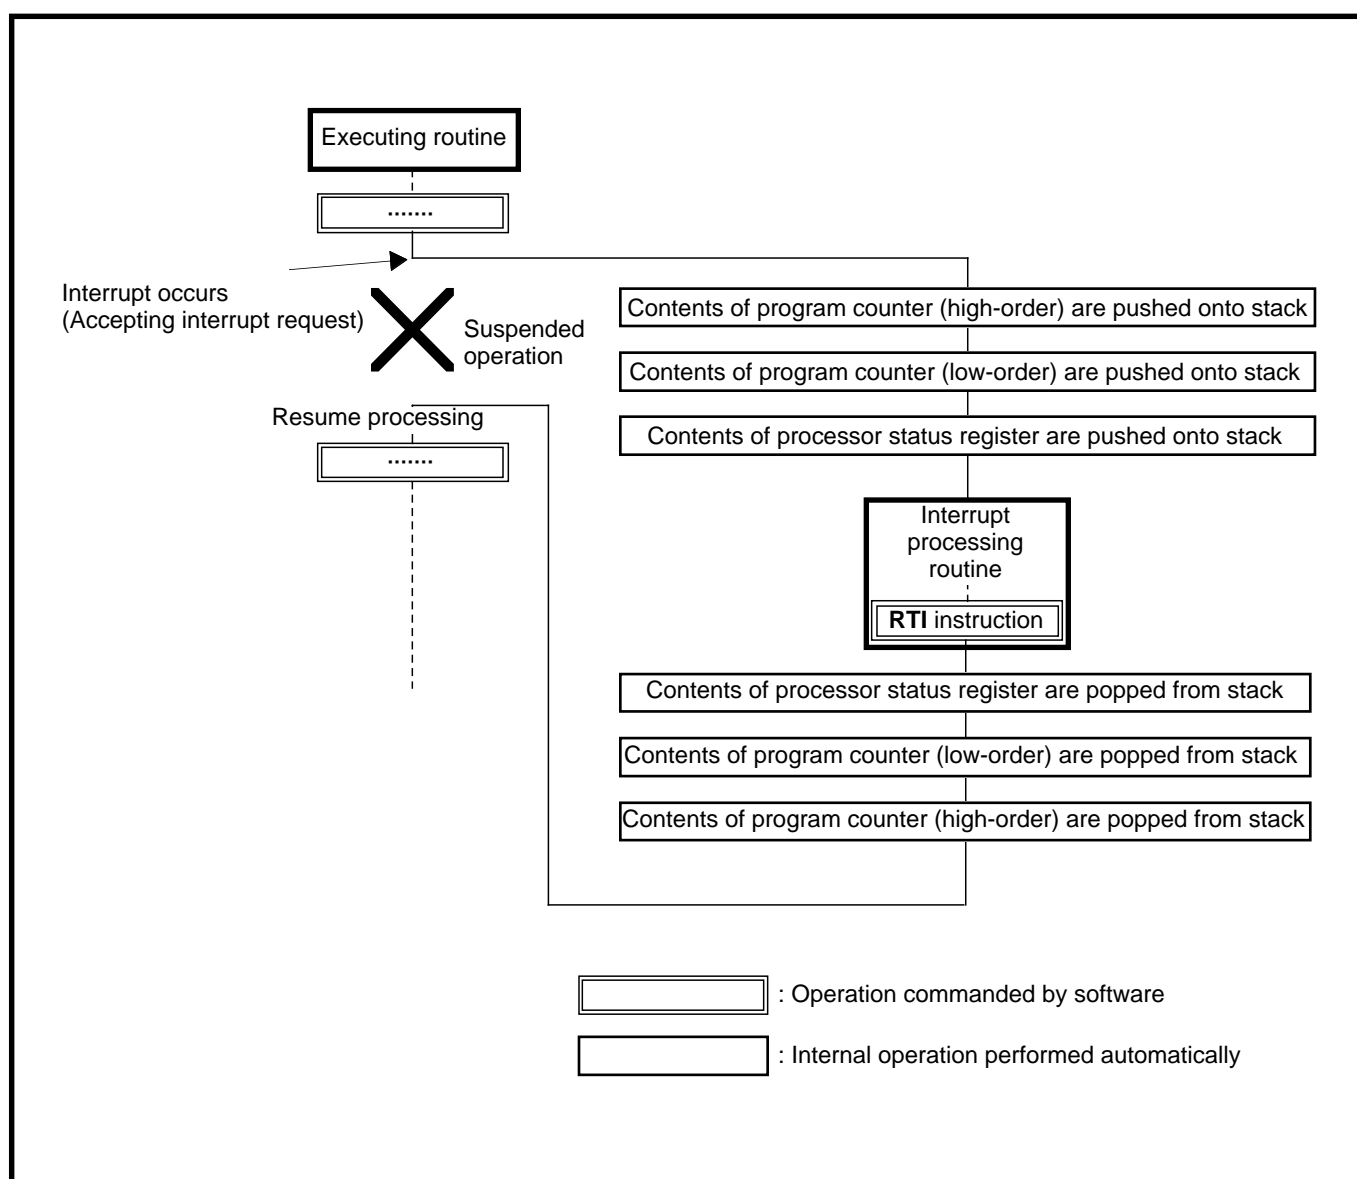 Executing routine
.......
Interrupt occurs
(Accepting interrupt request)
Suspended
operation
Contents of program counter (high-order) are pushed onto stack
Contents of program counter (low-order) are pushed onto stack
Contents of processor status register are pushed onto stack
Resume processing
.......
Interrupt
processing
routine
RTI instruction
Contents of processor status register are popped from stack
Contents of program counter (low-order) are popped from stack
Contents of program counter (high-order) are popped from stack
: Operation commanded by software
: Internal operation performed automatically